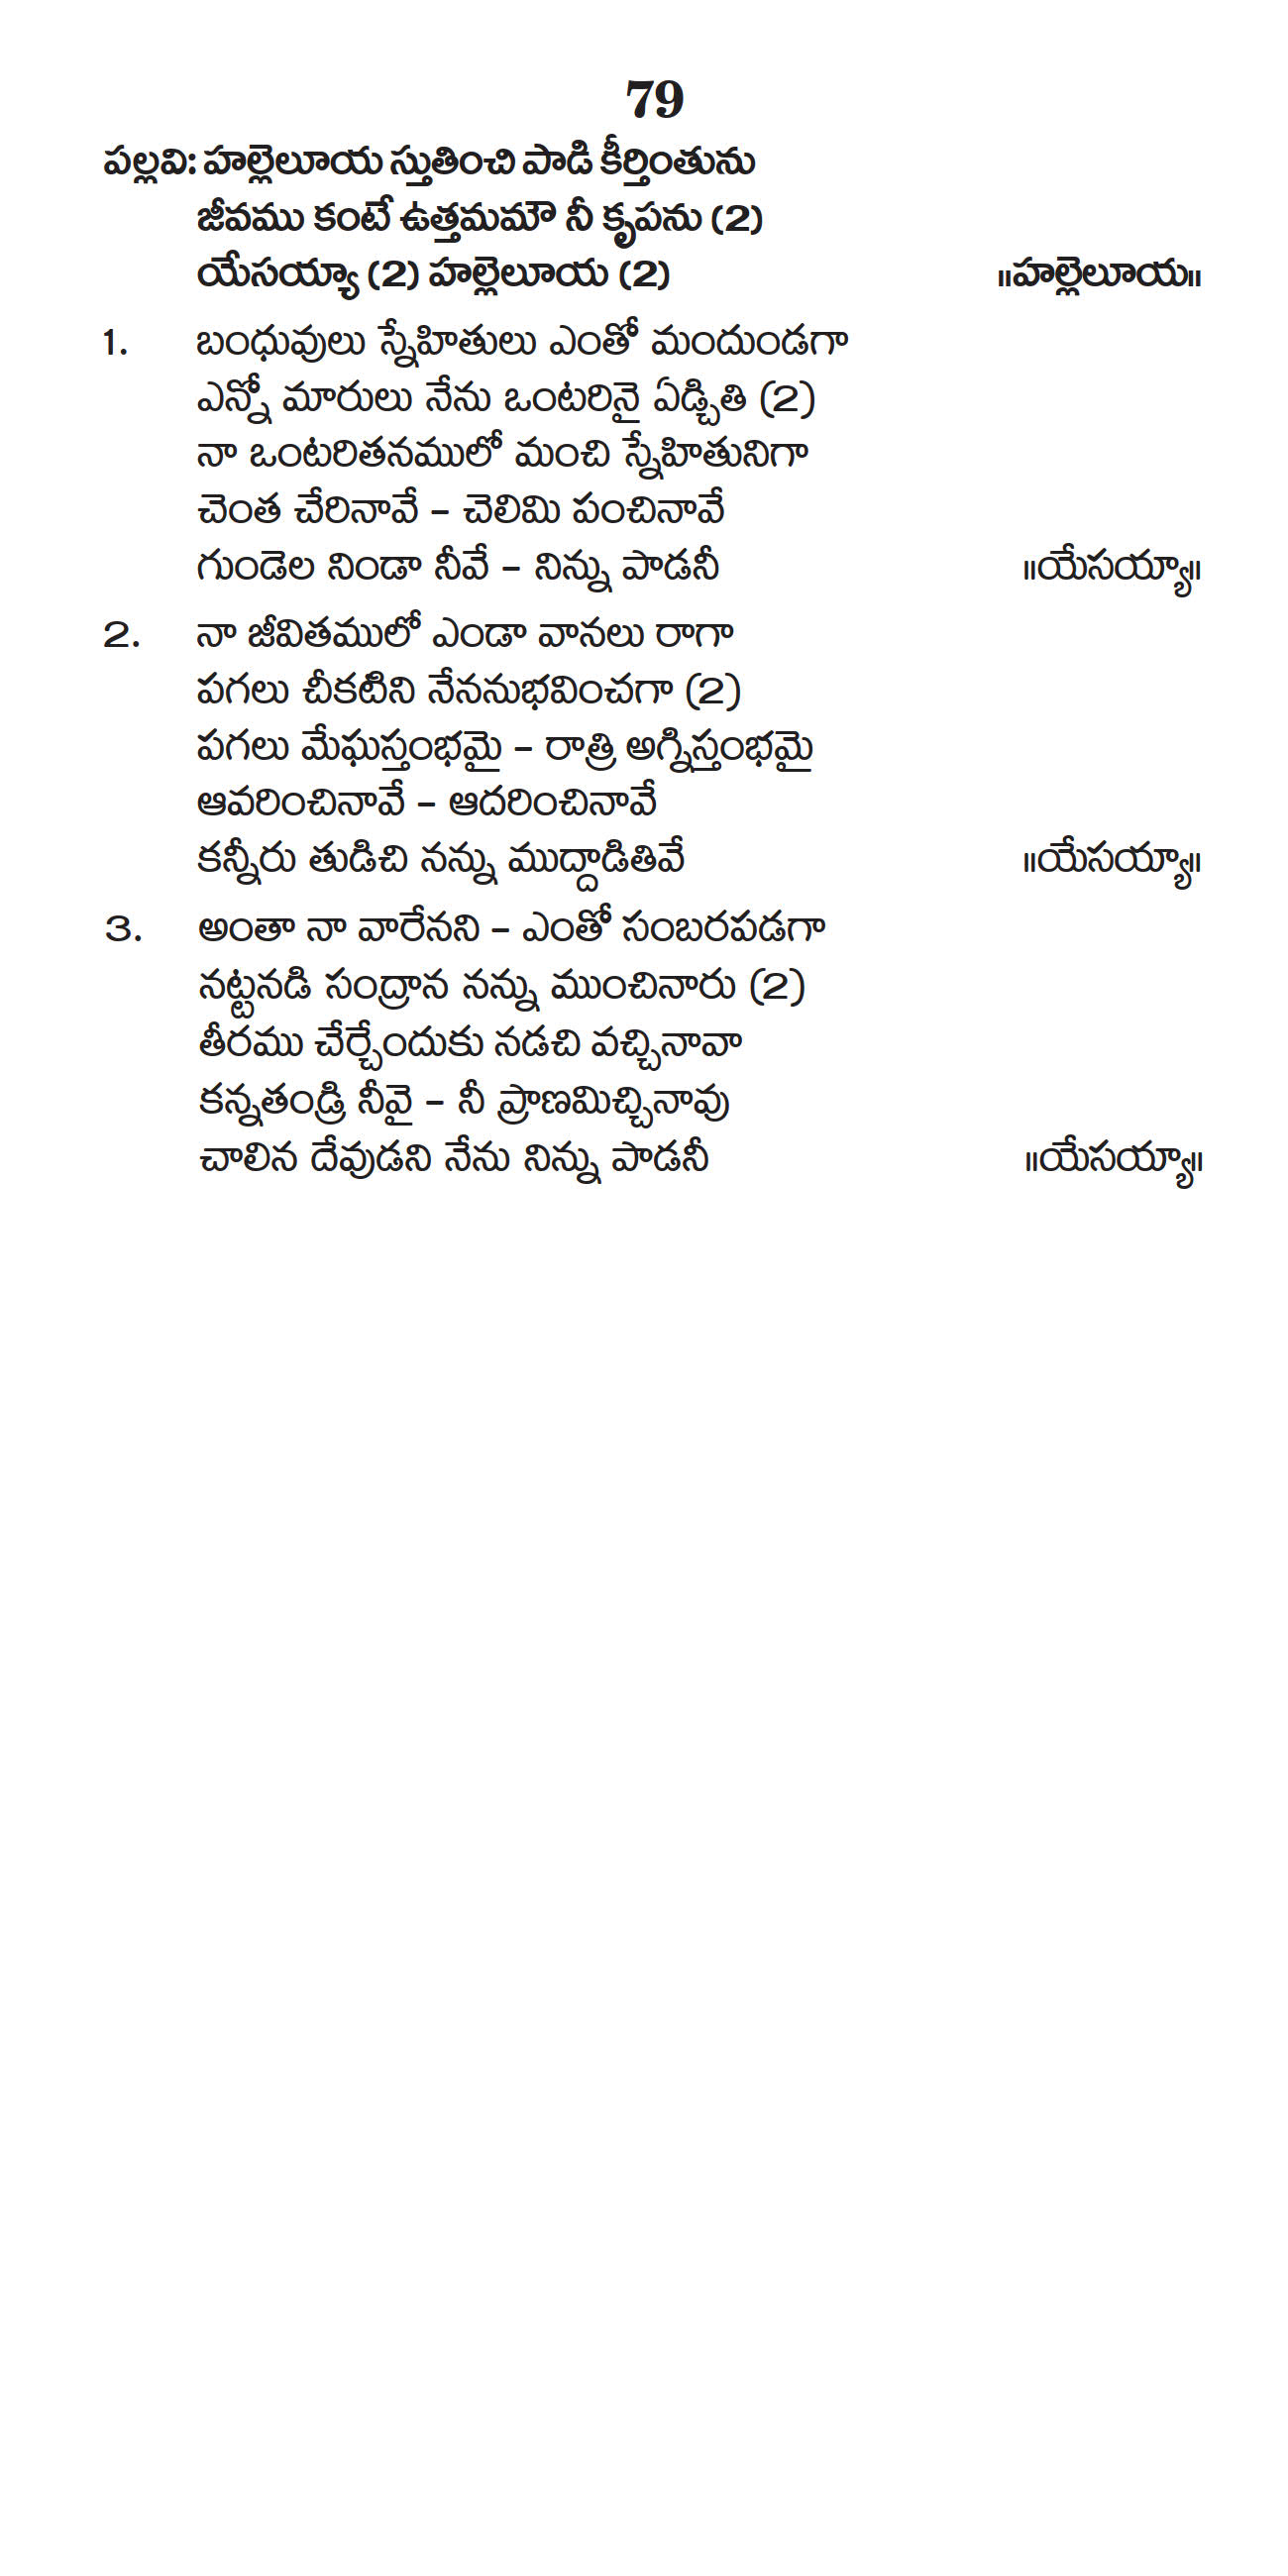 79
పల్లవి: హల్లెలూయ స్తుతించి పాడి కీర్తింతును
జీవము కంటే ఉత్తమమౌ నీ కృపను (2)
యేసయ్యా (2) హల్లెలూయ (2) ॥హల్లెలూయ॥
1. బంధువులు స్నేహితులు ఎంతో మందుండగా
ఎన్నో మారులు నేను ఒంటరినై ఏడ్చితి (2)
నా ఒంటరితనములో మంచి స్నేహితునిగా
చెంత చేరినావే – చెలిమి పంచినావే
గుండెల నిండా నీవే – నిన్ను పాడనీ ॥యేసయ్యా॥
2. నా జీవితములో ఎండా వానలు రాగా
పగలు చీకటిని నేననుభవించగా (2)
పగలు మేఘస్తంభమై – రాత్రి అగ్నిస్తంభమై
ఆవరించినావే – ఆదరించినావే
కన్నీరు తుడిచి నన్ను ముద్దాడితివే ॥యేసయ్యా॥
3. అంతా నా వారేనని – ఎంతో సంబరపడగా
నట్టనడి సంద్రాన నన్ను ముంచినారు (2)
తీరము చేర్చేందుకు నడచి వచ్చినావా
కన్నతండ్రి నీవై – నీ ప్రాణమిచ్చినావు
చాలిన దేవుడని నేను నిన్ను పాడనీ ॥యేసయ్యా॥